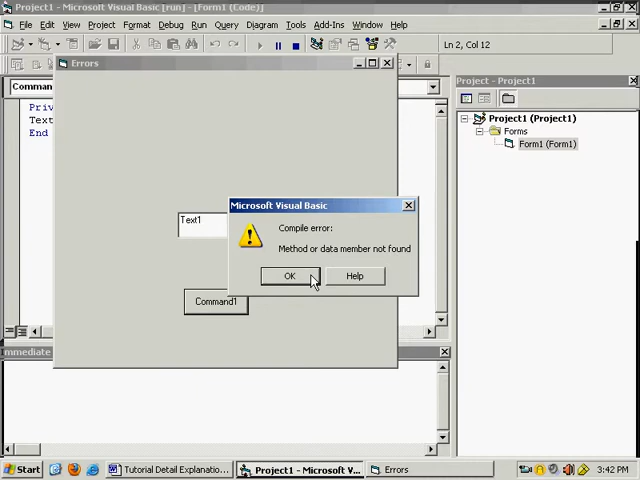 Project1 - Microsoft Visual Basic [run] - [Form1 (Code)]
File Edit View Project Format Debug Run Query Diagram Tools Add-Ins Window Help
Ln 2, Col 12
Errors
Project - Project1
Comman
Priv
Text
End
Project1 (Project1)
Forms
Form1 (Form1)
Microsoft Visual Basic
Compile error:
Method or data member not found
OK Help
Text1
Command1
Immediate
Start
Tutorial Detail Explanatio...
Project1 - Microsoft V...
Errors
3:42 PM